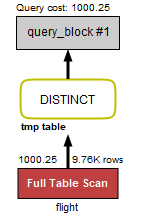 Query cost: 1000.25
query_block #1
DISTINCT
tmp table
1000.25 9.76K rows
Full Table Scan
flight